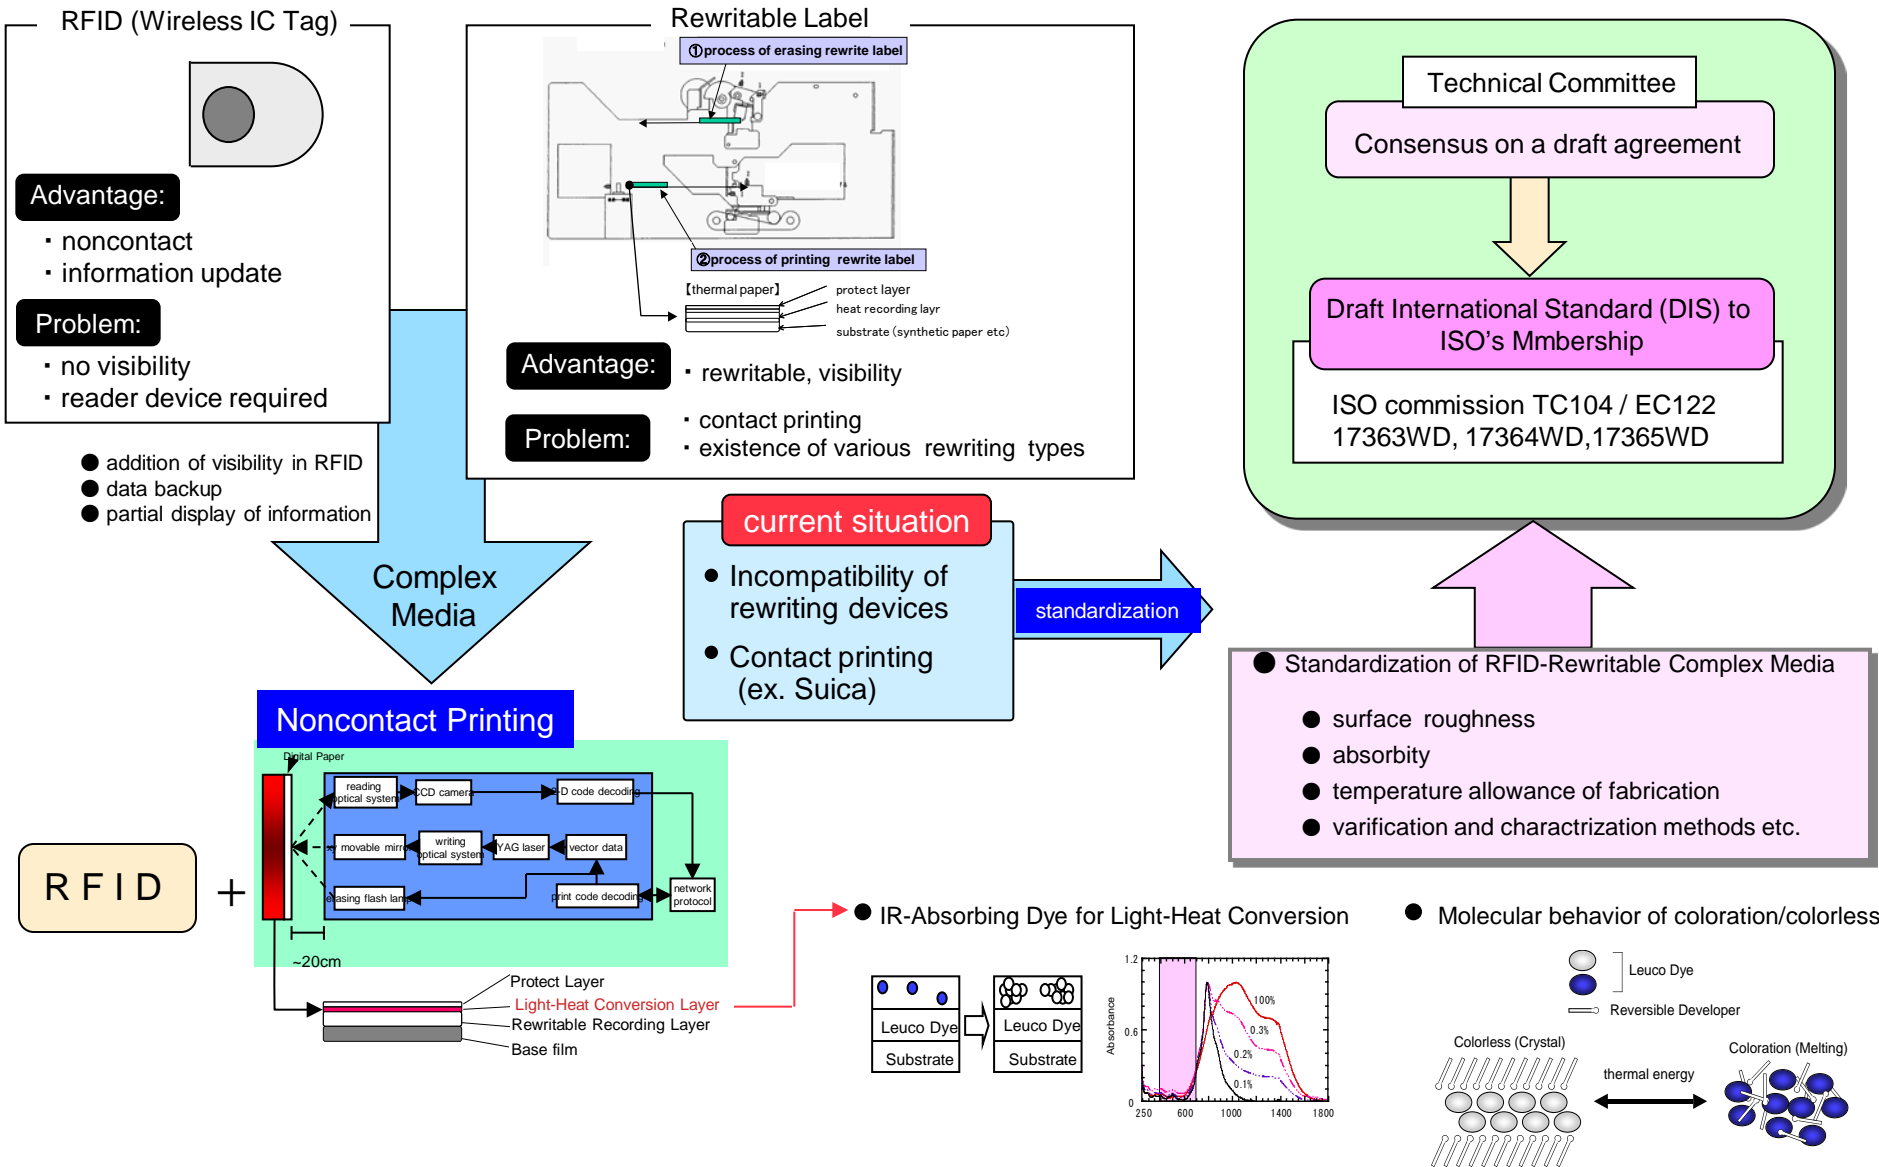 RFID (Wireless IC Tag)
Advantage:
・noncontact
・information update
Problem:
・no visibility
・reader device required
Rewritable Label
①process of erasing rewrite label
②process of printing rewrite label
【thermal paper】
protect layer
heat recording layr
substrate (synthetic paper etc)
Advantage:
・rewritable, visibility
Problem:
・contact printing
・existence of various rewriting types
● addition of visibility in RFID
● data backup
● partial display of information
Complex
Media
current situation
● Incompatibility of
rewriting devices
● Contact printing
(ex. Suica)
standardization
Technical Committee
Consensus on a draft agreement
Draft International Standard (DIS) to
ISO's Mmbership
ISO commission TC104 / EC122
17363WD, 17364WD,17365WD
● Standardization of RFID-Rewritable Complex Media
● surface roughness
● absorbity
● temperature allowance of fabrication
● varification and charactrization methods etc.
Noncontact Printing
Digital Paper
reading
optical system
CCD camera
2-D code decoding
xy movable mirror
writing
optical system
YAG laser
vector data
erasing flash lamp
print code decoding
network
protocol
~20cm
RFID
+
Protect Layer
Light-Heat Conversion Layer
Rewritable Recording Layer
Base film
● IR-Absorbing Dye for Light-Heat Conversion
Leuco Dye
Substrate
Leuco Dye
Substrate
Absorbance
1.2
0.6
0
100%
0.3%
0.2%
0.1%
250 600 1000 1400 1800
● Molecular behavior of coloration/colorless
Leuco Dye
Reversible Developer
Colorless (Crystal)
thermal energy
Coloration (Melting)